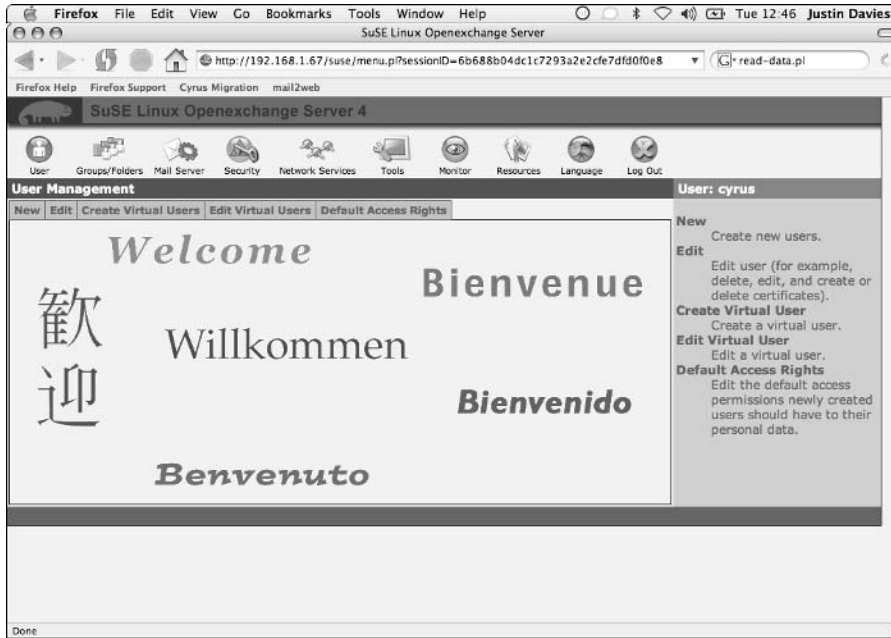 Firefox File Edit View Go Bookmarks Tools Window Help Tue 12:46 Justin Davies
SuSE Linux Openexchange Server
http://192.168.1.67/suse/menu.pl?sessionID=6b688b04dc1c7293a2e2cfe7dfd0f0e8 G read-data.pl
Firefox Help Firefox Support Cyrus Migration mail2web
SuSE Linux Openexchange Server 4
User Groups/Folders Mail Server Security Network Services Tools Monitor Resources Language Log Out
User Management
New Edit Create Virtual Users Edit Virtual Users Default Access Rights
Welcome
Bienvenue
歓迎
Willkommen
Bienvenido
Benvenuto
User: cyrus
New
Create new users.
Edit
Edit user (for example,
delete, edit, and create or
delete certificates).
Create Virtual User
Create a virtual user.
Edit Virtual User
Edit a virtual user.
Default Access Rights
Edit the default access
permissions newly created
users should have to their
personal data.
Done